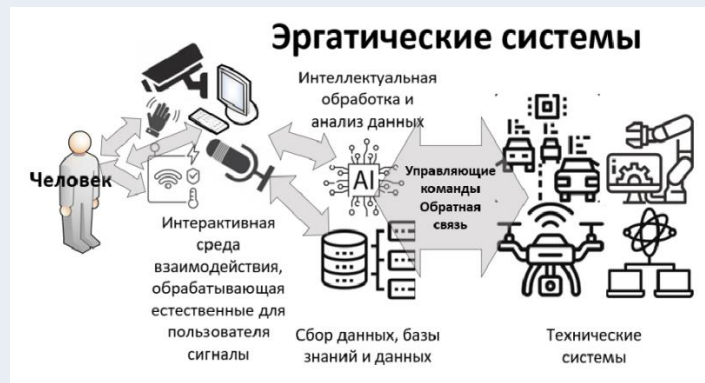 Эргатические системы
Интеллектуальная
обработка и
анализ данных
Человек
AI
Управляющие
команды
Обратная
связь
Интерактивная
среда
взаимодействия,
обрабатывающая
естественные для
пользователя
сигналы
Сбор данных, базы
знаний и данных
Технические
системы